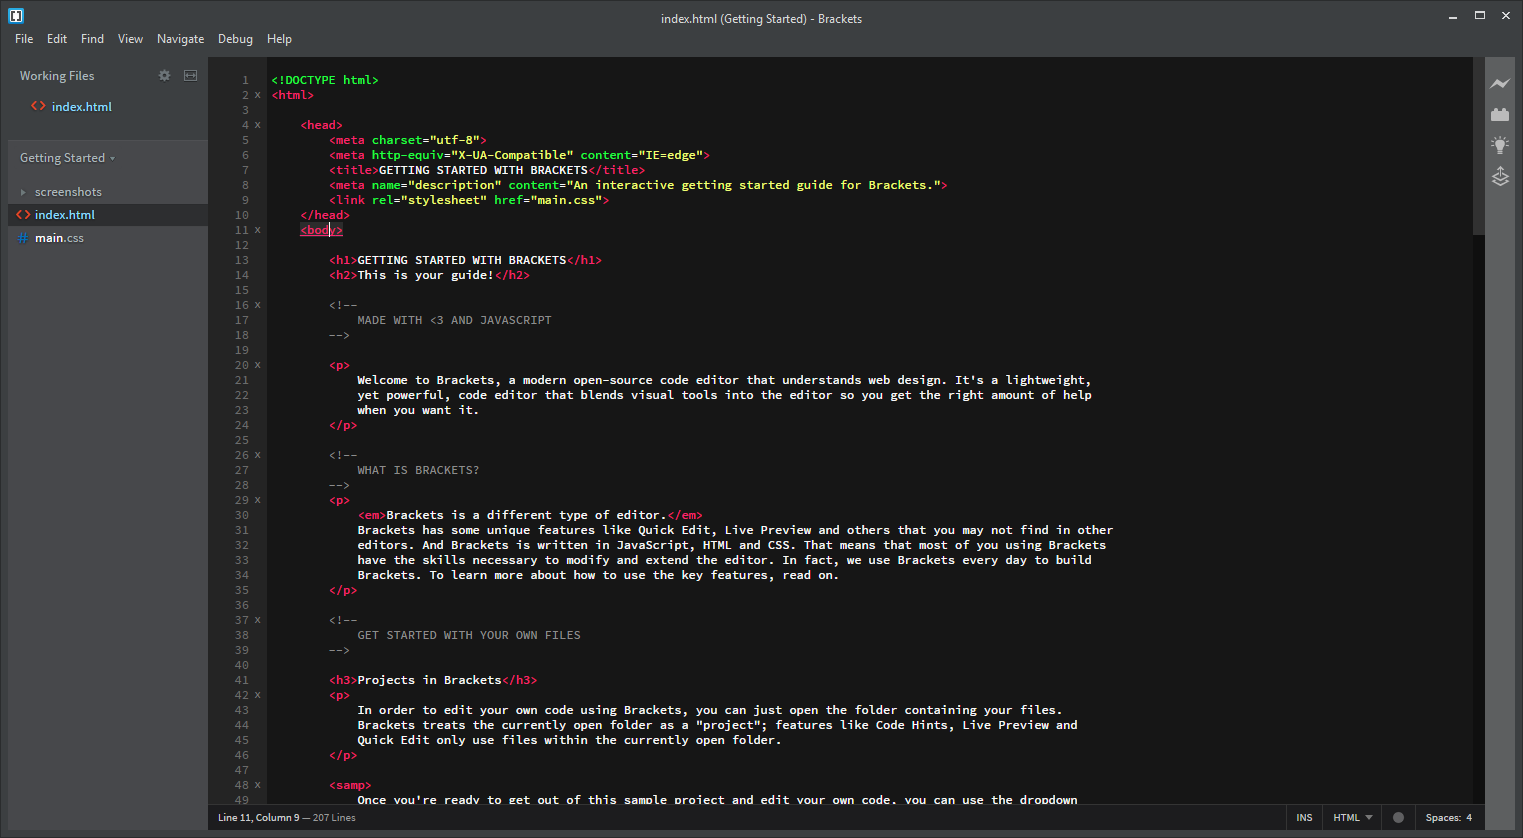 index.html (Getting Started) - Brackets
File Edit Find View Navigate Debug Help
Working Files
index.html
Getting Started
screenshots
index.html
main.css
1 <!DOCTYPE html>
2 x <html>
3
4 x <head>
5 <meta charset="utf-8">
6 <meta http-equiv="X-UA-Compatible" content="IE=edge">
7 <title>GETTING STARTED WITH BRACKETS</title>
8 <meta name="description" content="An interactive getting started guide for Brackets.">
9 <link rel="stylesheet" href="main.css">
10 </head>
11 x <body>
12
13 <h1>GETTING STARTED WITH BRACKETS</h1>
14 <h2>This is your guide!</h2>
15
16 x <!--
17 MADE WITH <3 AND JAVASCRIPT
18 -->
19
20 x <p>
21 Welcome to Brackets, a modern open-source code editor that understands web design. It's a lightweight,
22 yet powerful, code editor that blends visual tools into the editor so you get the right amount of help
23 when you want it.
24 </p>
25
26 x <!--
27 WHAT IS BRACKETS?
28 -->
29 x <p>
30 <em>Brackets is a different type of editor.</em>
31 Brackets has some unique features like Quick Edit, Live Preview and others that you may not find in other
32 editors. And Brackets is written in JavaScript, HTML and CSS. That means that most of you using Brackets
33 have the skills necessary to modify and extend the editor. In fact, we use Brackets every day to build
34 Brackets. To learn more about how to use the key features, read on.
35 </p>
36
37 x <!--
38 GET STARTED WITH YOUR OWN FILES
39 -->
40
41 <h3>Projects in Brackets</h3>
42 x <p>
43 In order to edit your own code using Brackets, you can just open the folder containing your files.
44 Brackets treats the currently open folder as a "project"; features like Code Hints, Live Preview and
45 Quick Edit only use files within the currently open folder.
46 </p>
47
48 x <samp>
49 Once you're ready to get out of this sample project and edit your own code, you can use the dropdown
Line 11, Column 9 — 207 Lines
INS HTML Spaces: 4